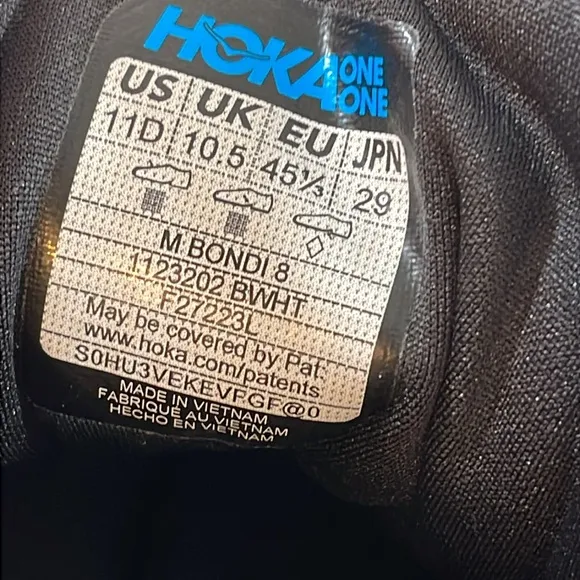 HOKA ONE ONE
US UK EU JPN
11D 10.5 45⅓ 29
M BONDI 8
1123202 BWHT
F27223L
May be covered by Pat:
www.hoka.com/patents
S0HU3VEKEVFGF@0
MADE IN VIETNAM
FABRIQUÉ AU VIETNAM
HECHO EN VIETNAM